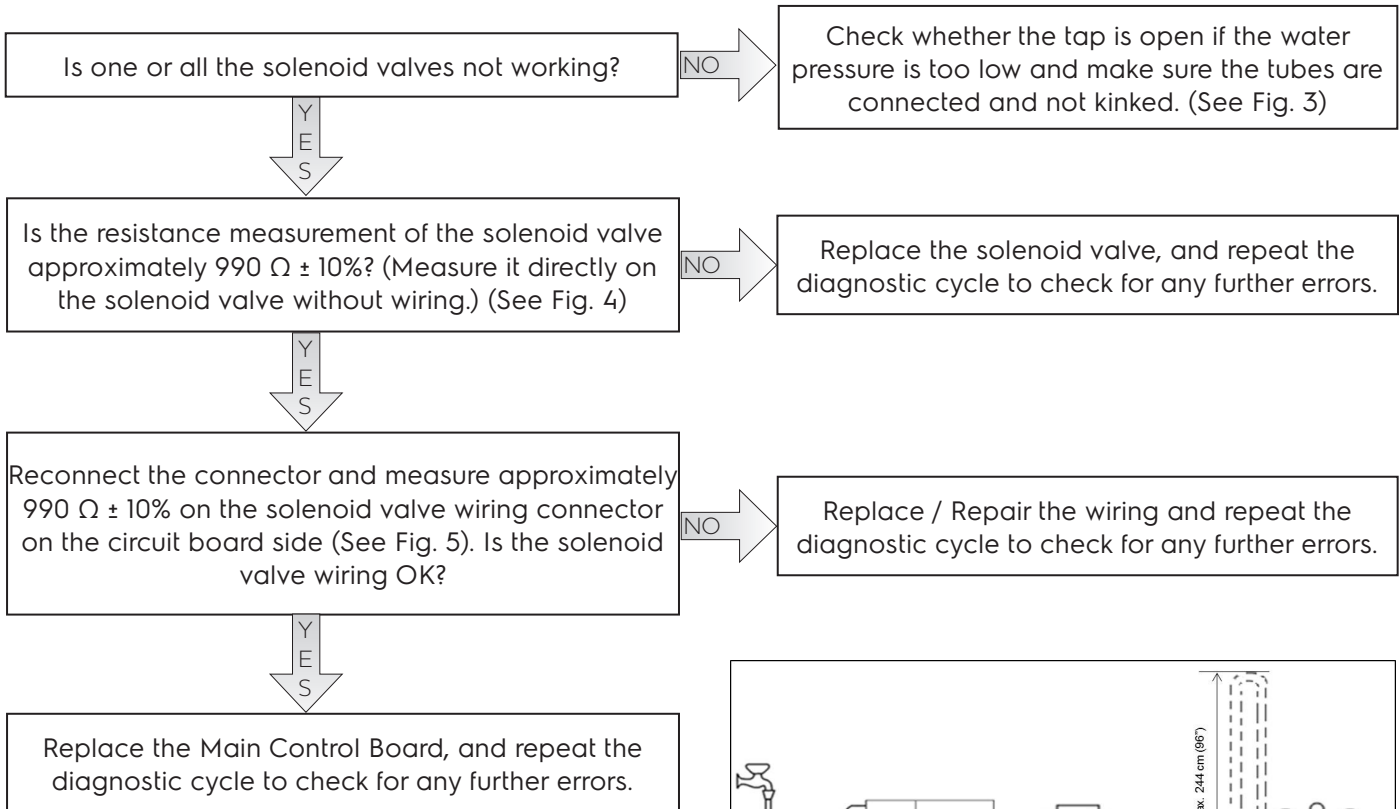 Is one or all the solenoid valves not working?
NO
Check whether the tap is open if the water
pressure is too low and make sure the tubes are
connected and not kinked. (See Fig. 3)
YES
Is the resistance measurement of the solenoid valve
approximately 990 Ω ± 10%? (Measure it directly on
the solenoid valve without wiring.) (See Fig. 4)
NO
Replace the solenoid valve, and repeat the
diagnostic cycle to check for any further errors.
YES
Reconnect the connector and measure approximately
990 Ω ± 10% on the solenoid valve wiring connector
on the circuit board side (See Fig. 5). Is the solenoid
valve wiring OK?
NO
Replace / Repair the wiring and repeat the
diagnostic cycle to check for any further errors.
YES
Replace the Main Control Board, and repeat the
diagnostic cycle to check for any further errors.
ax. 244 cm (96")